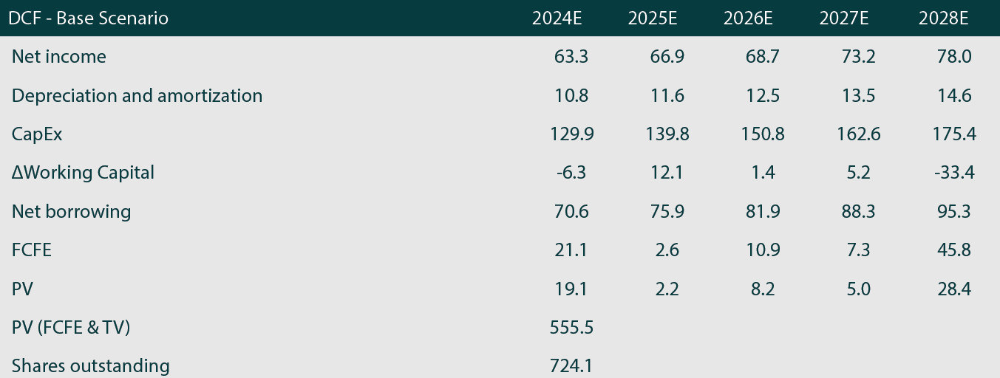 DCF - Base Scenario 2024E 2025E 2026E 2027E 2028E
Net income 63.3 66.9 68.7 73.2 78.0
Depreciation and amortization 10.8 11.6 12.5 13.5 14.6
CapEx 129.9 139.8 150.8 162.6 175.4
ΔWorking Capital -6.3 12.1 1.4 5.2 -33.4
Net borrowing 70.6 75.9 81.9 88.3 95.3
FCFE 21.1 2.6 10.9 7.3 45.8
PV 19.1 2.2 8.2 5.0 28.4
PV (FCFE & TV) 555.5
Shares outstanding 724.1